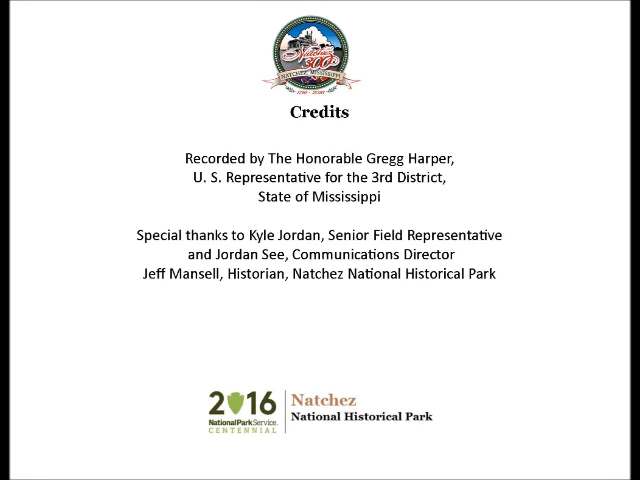 Natchez
300
NATCHEZ, MISSISSIPPI
1716 - 2016
Credits
Recorded by The Honorable Gregg Harper,
U. S. Representative for the 3rd District,
State of Mississippi
Special thanks to Kyle Jordan, Senior Field Representative
and Jordan See, Communications Director
Jeff Mansell, Historian, Natchez National Historical Park
2016
National Park Service
CENTENNIAL
Natchez
National Historical Park